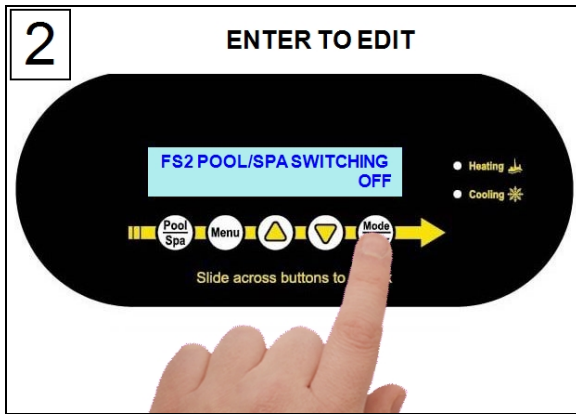 2
ENTER TO EDIT
FS2 POOL/SPA SWITCHING
OFF
Heating
Cooling
Pool
Spa
Menu
Mode
Slide across buttons to